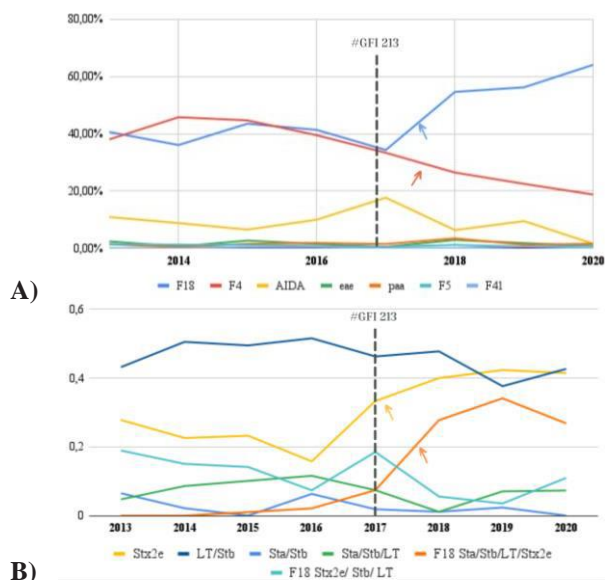 A)
#GFI 213
80,00%
60,00%
40,00%
20,00%
0,00%
2014 2016 2018 2020
F18 F4 AIDA eae paa F5 F41
B)
#GFI 213
0,6
0,4
0,2
0
2013 2014 2015 2016 2017 2018 2019 2020
Stx2e LT/Stb Sta/Stb Sta/Stb/LT F18 Sta/Stb/LT/Stx2e
F18 Stx2e/ Stb/ LT